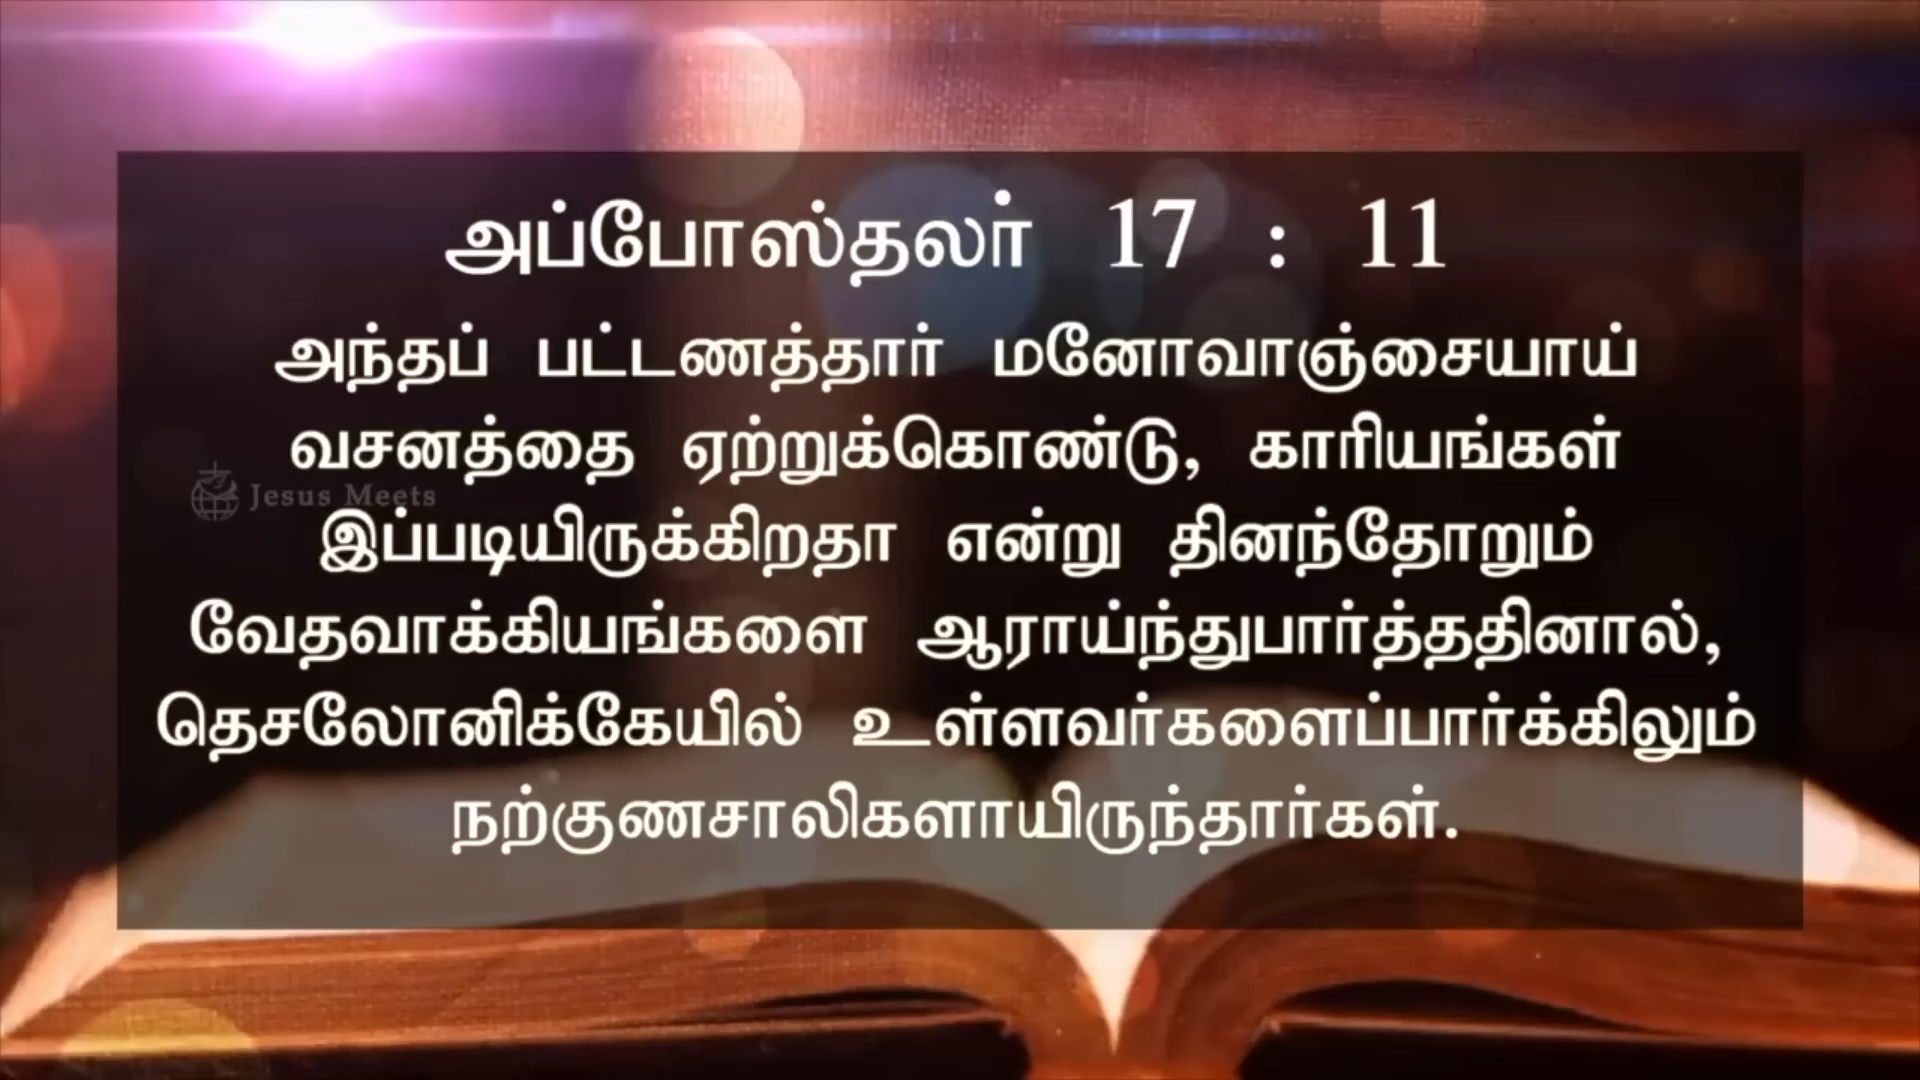 அப்போஸ்தலர் 17 : 11
அந்தப் பட்டணத்தார் மனோவாஞ்சையாய்
வசனத்தை ஏற்றுக்கொண்டு, காரியங்கள்
Jesus Meets
இப்படியிருக்கிறதா என்று தினந்தோறும்
வேதவாக்கியங்களை ஆராய்ந்துபார்த்ததினால்,
தெசலோனிக்கேயில் உள்ளவர்களைப்பார்க்கிலும்
நற்குணசாலிகளாயிருந்தார்கள்.